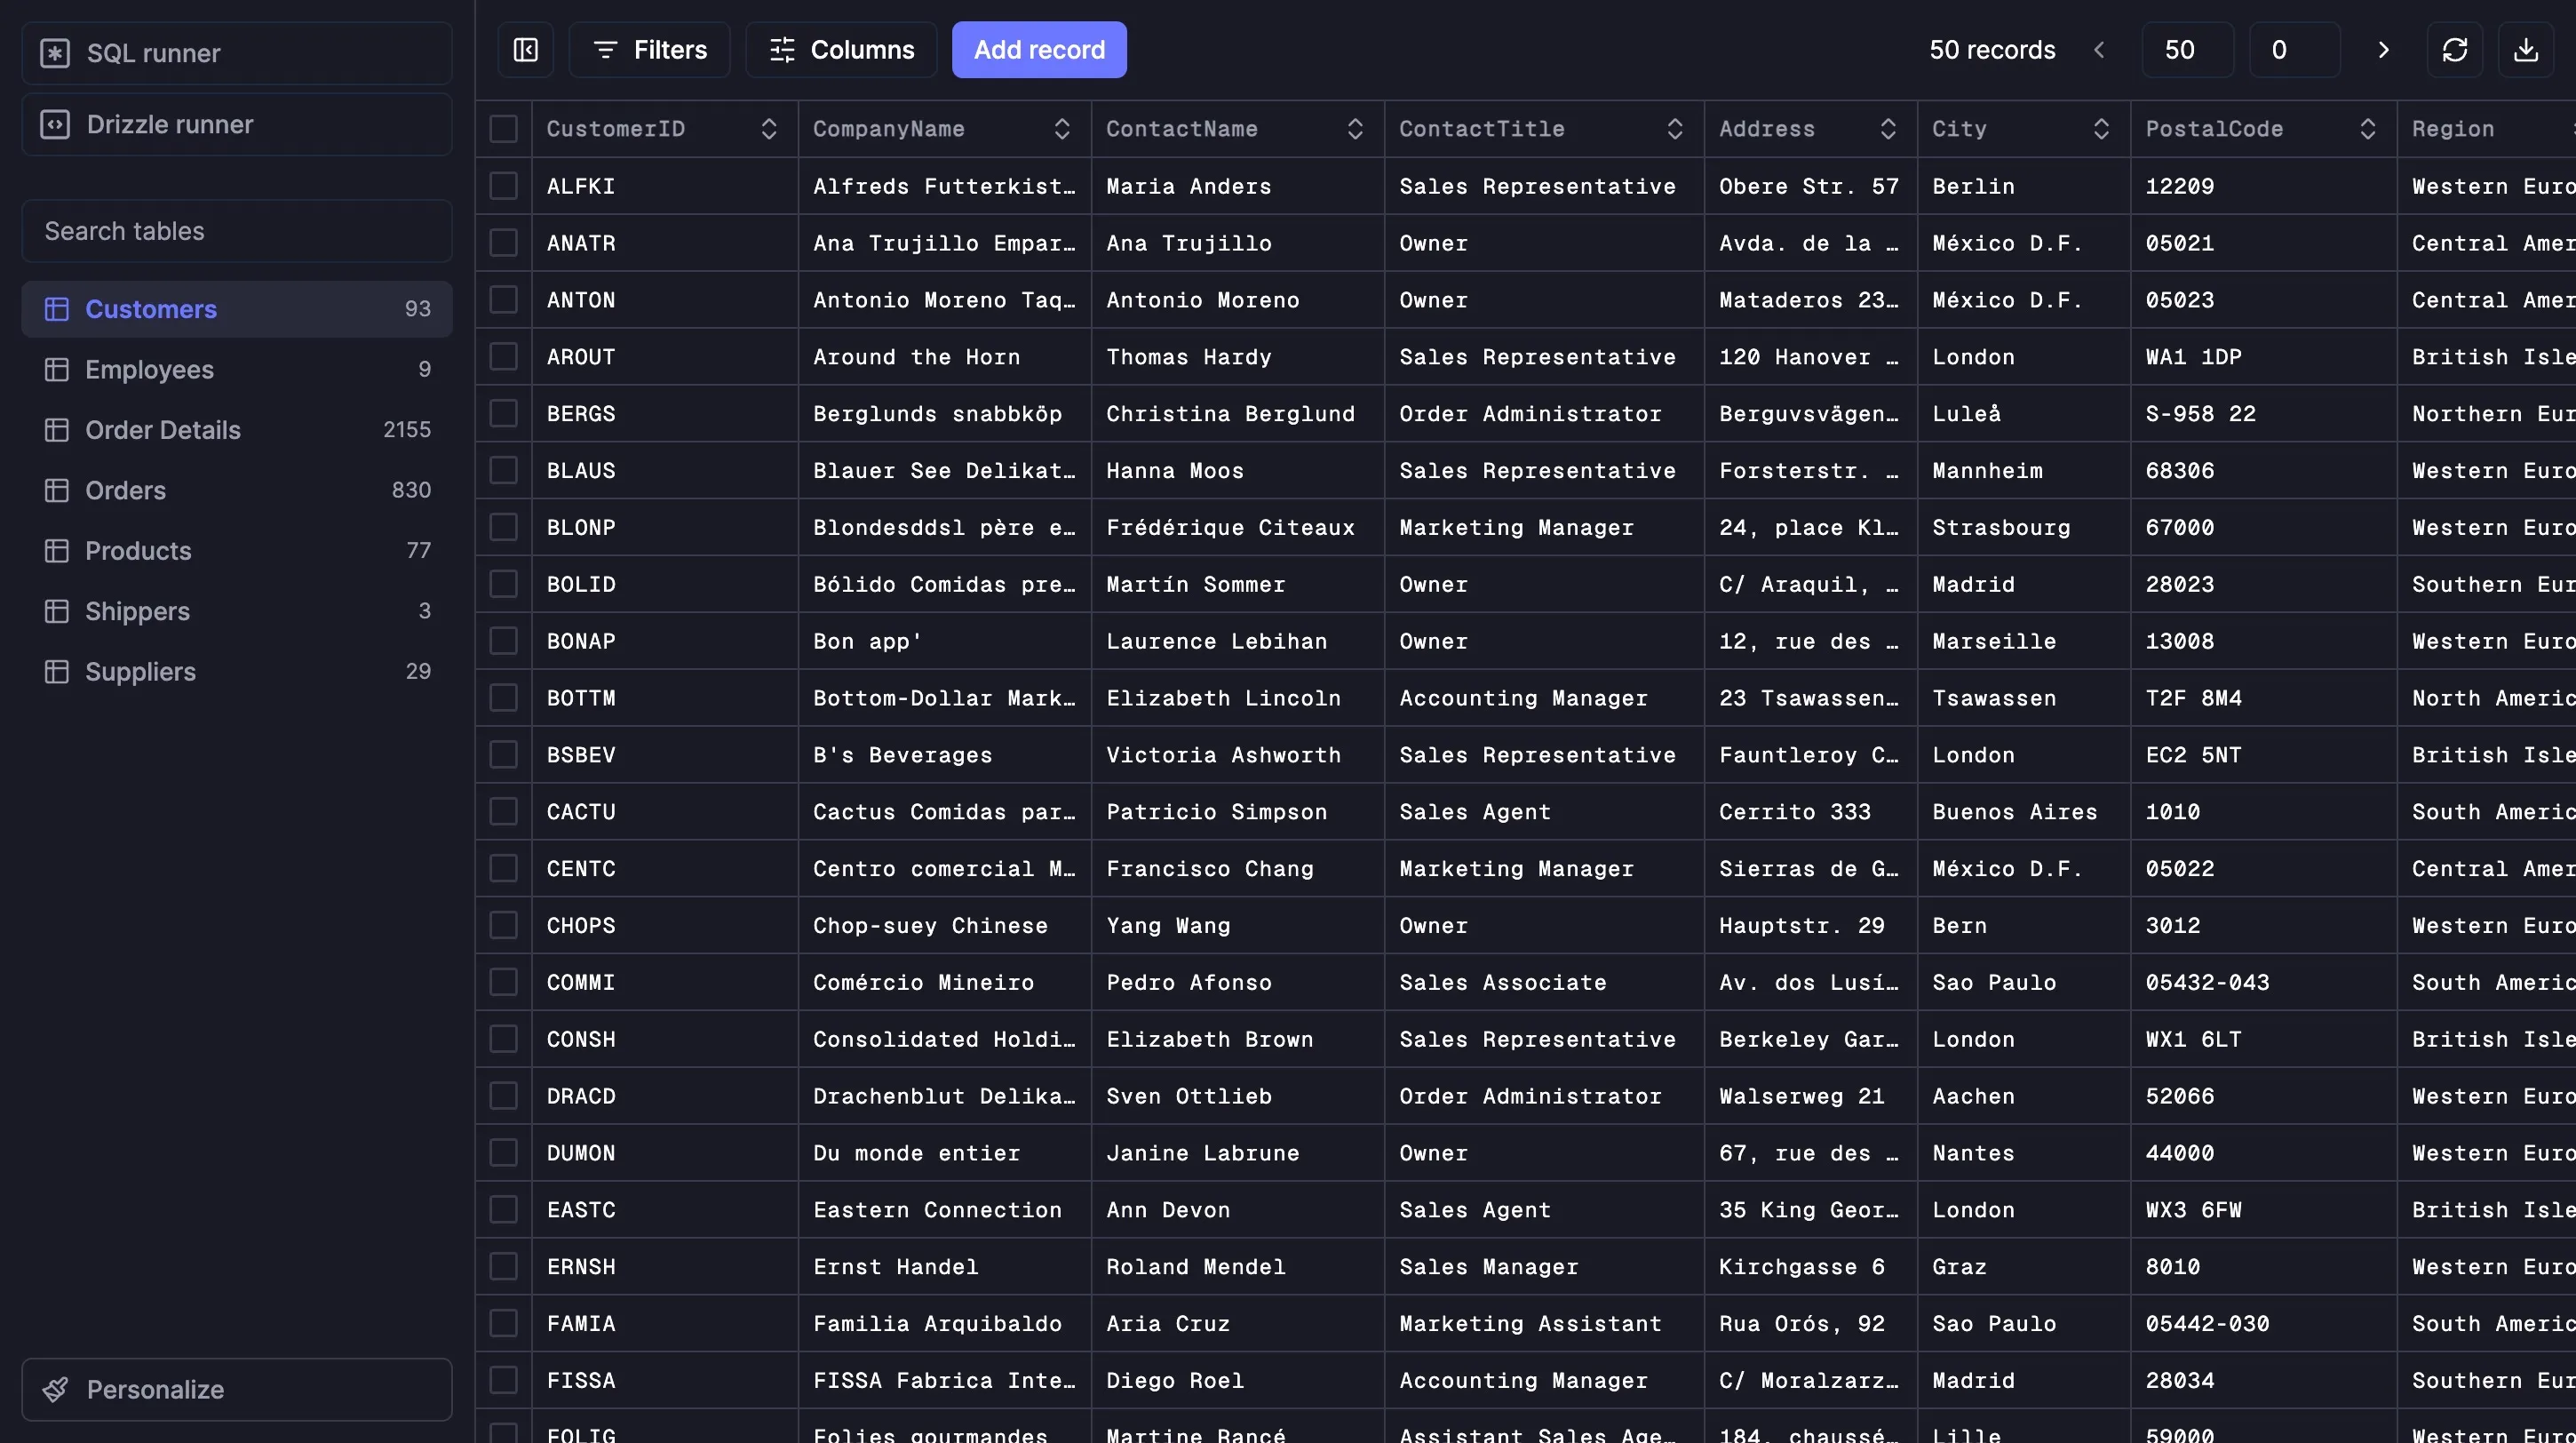 SQL runner
Drizzle runner
Search tables
Customers 93
Employees 9
Order Details 2155
Orders 830
Products 77
Shippers 3
Suppliers 29
Personalize
Filters Columns Add record 50 records 50 0
CustomerID CompanyName ContactName ContactTitle Address City PostalCode Region
ALFKI Alfreds Futterkist… Maria Anders Sales Representative Obere Str. 57 Berlin 12209 Western Euro
ANATR Ana Trujillo Empar… Ana Trujillo Owner Avda. de la … México D.F. 05021 Central Amer
ANTON Antonio Moreno Taq… Antonio Moreno Owner Mataderos 23… México D.F. 05023 Central Amer
AROUT Around the Horn Thomas Hardy Sales Representative 120 Hanover … London WA1 1DP British Isle
BERGS Berglunds snabbköp Christina Berglund Order Administrator Berguvsvägen… Luleå S-958 22 Northern Eur
BLAUS Blauer See Delikat… Hanna Moos Sales Representative Forsterstr. … Mannheim 68306 Western Euro
BLONP Blondesddsl père e… Frédérique Citeaux Marketing Manager 24, place Kl… Strasbourg 67000 Western Euro
BOLID Bólido Comidas pre… Martín Sommer Owner C/ Araquil, … Madrid 28023 Southern Eur
BONAP Bon app' Laurence Lebihan Owner 12, rue des … Marseille 13008 Western Euro
BOTTM Bottom-Dollar Mark… Elizabeth Lincoln Accounting Manager 23 Tsawassen… Tsawassen T2F 8M4 North Americ
BSBEV B's Beverages Victoria Ashworth Sales Representative Fauntleroy C… London EC2 5NT British Isle
CACTU Cactus Comidas par… Patricio Simpson Sales Agent Cerrito 333 Buenos Aires 1010 South Americ
CENTC Centro comercial M… Francisco Chang Marketing Manager Sierras de G… México D.F. 05022 Central Amer
CHOPS Chop-suey Chinese Yang Wang Owner Hauptstr. 29 Bern 3012 Western Euro
COMMI Comércio Mineiro Pedro Afonso Sales Associate Av. dos Lusí… Sao Paulo 05432-043 South Americ
CONSH Consolidated Holdi… Elizabeth Brown Sales Representative Berkeley Gar… London WX1 6LT British Isle
DRACD Drachenblut Delika… Sven Ottlieb Order Administrator Walserweg 21 Aachen 52066 Western Euro
DUMON Du monde entier Janine Labrune Owner 67, rue des … Nantes 44000 Western Euro
EASTC Eastern Connection Ann Devon Sales Agent 35 King Geor… London WX3 6FW British Isle
ERNSH Ernst Handel Roland Mendel Sales Manager Kirchgasse 6 Graz 8010 Western Euro
FAMIA Familia Arquibaldo Aria Cruz Marketing Assistant Rua Orós, 92 Sao Paulo 05442-030 South Americ
FISSA FISSA Fabrica Inte… Diego Roel Accounting Manager C/ Moralzarz… Madrid 28034 Southern Eur
FOLIG Folies gourmandes Martine Rancé Assistant Sales Age… 184, chaussé… Lille 59000 Western Euro